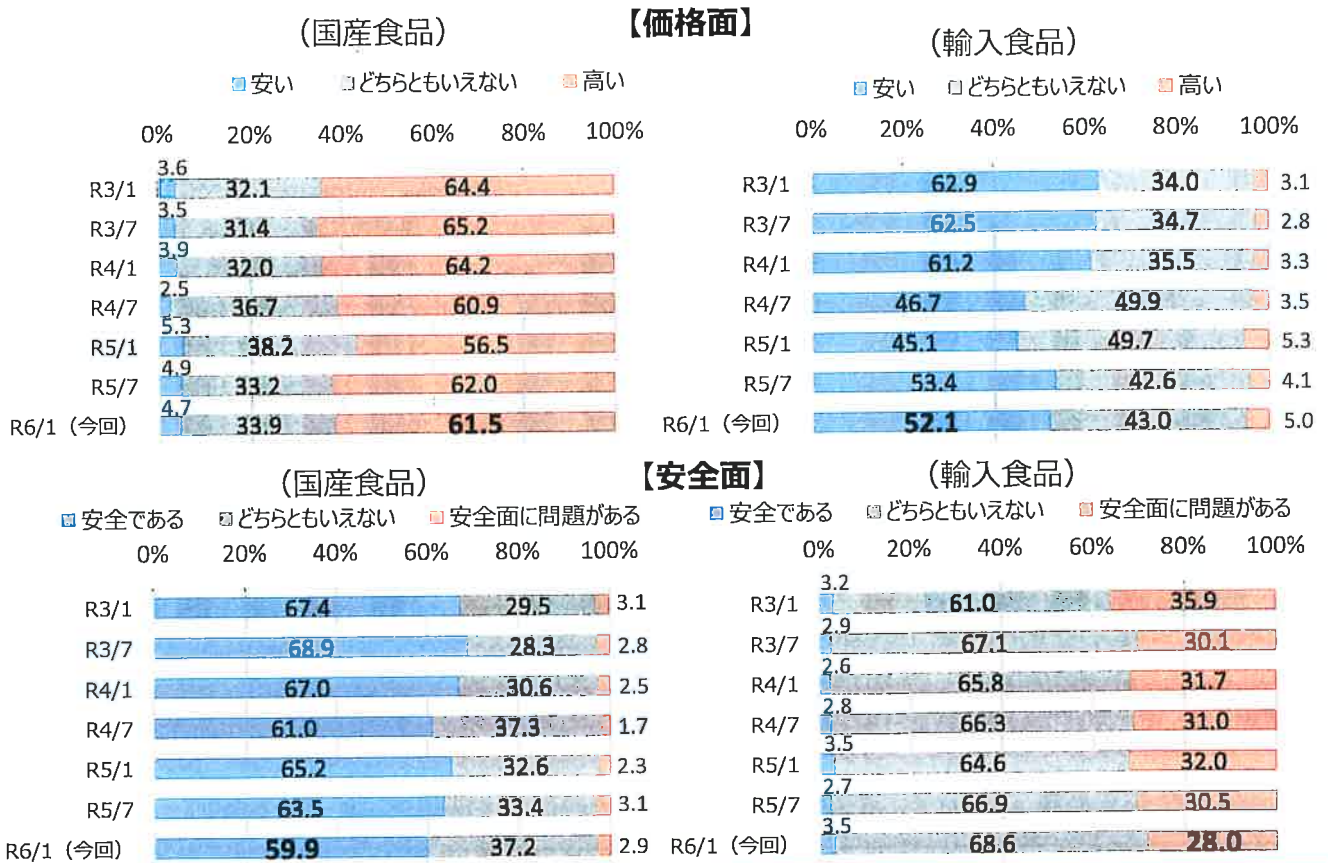 【価格面】
(国産食品)
安い どちらともいえない 高い
0% 20% 40% 60% 80% 100%
3.6
R3/1 32.1 64.4
3.5
R3/7 31.4 65.2
3.9
R4/1 32.0 64.2
2.5
R4/7 36.7 60.9
5.3
R5/1 38.2 56.5
4.9
R5/7 33.2 62.0
4.7
R6/1 (今回) 33.9 61.5
(輸入食品)
安い どちらともいえない 高い
0% 20% 40% 60% 80% 100%
R3/1 62.9 34.0 3.1
R3/7 62.5 34.7 2.8
R4/1 61.2 35.5 3.3
R4/7 46.7 49.9 3.5
R5/1 45.1 49.7 5.3
R5/7 53.4 42.6 4.1
R6/1 (今回) 52.1 43.0 5.0
【安全面】
(国産食品)
安全である どちらともいえない 安全面に問題がある
0% 20% 40% 60% 80% 100%
R3/1 67.4 29.5 3.1
R3/7 68.9 28.3 2.8
R4/1 67.0 30.6 2.5
R4/7 61.0 37.3 1.7
R5/1 65.2 32.6 2.3
R5/7 63.5 33.4 3.1
R6/1 (今回) 59.9 37.2 2.9
(輸入食品)
安全である どちらともいえない 安全面に問題がある
0% 20% 40% 60% 80% 100%
3.2
R3/1 61.0 35.9
2.9
R3/7 67.1 30.1
2.6
R4/1 65.8 31.7
2.8
R4/7 66.3 31.0
3.5
R5/1 64.6 32.0
2.7
R5/7 66.9 30.5
3.5
R6/1 (今回) 68.6 28.0